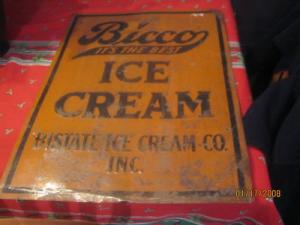 Bicco
IT'S THE BEST
ICE
CREAM
BISTATE ICE CREAM CO.
INC.
01/17/2008